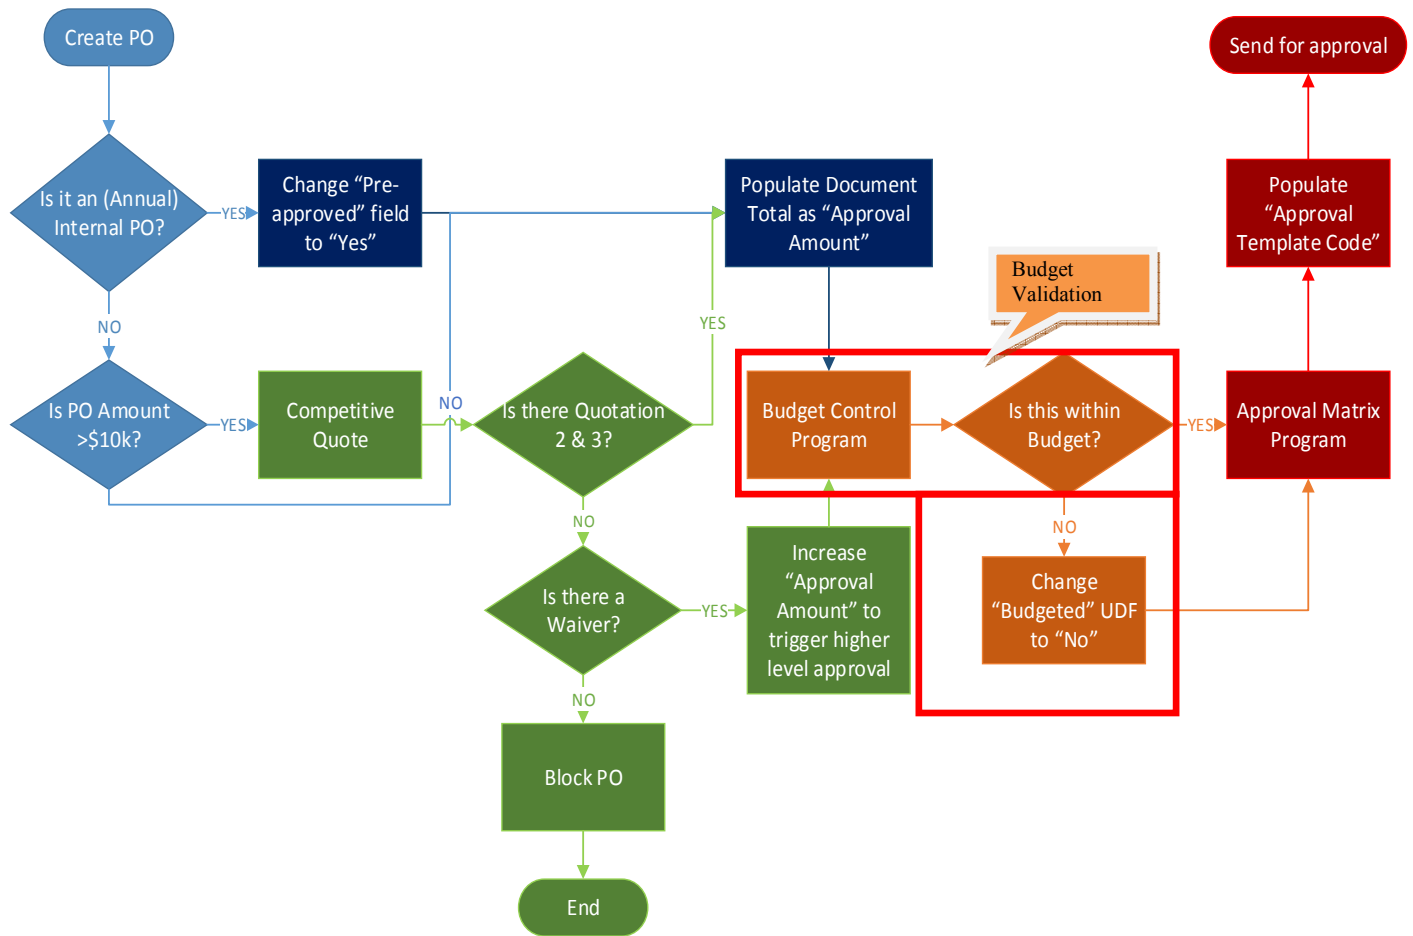 Create PO
Is it an (Annual)
Internal PO?
YES
Change “Pre-
approved” field
to “Yes”
NO
Is PO Amount
>$10k?
YES
NO
Competitive
Quote
Is there Quotation
2 & 3?
YES
NO
Is there a
Waiver?
YES
NO
Block PO
End
Increase
“Approval
Amount” to
trigger higher
level approval
Populate Document
Total as “Approval
Amount”
Budget
Validation
Budget Control
Program
Is this within
Budget?
YES
NO
Change
“Budgeted” UDF
to “No”
Approval Matrix
Program
Populate
“Approval
Template Code”
Send for approval